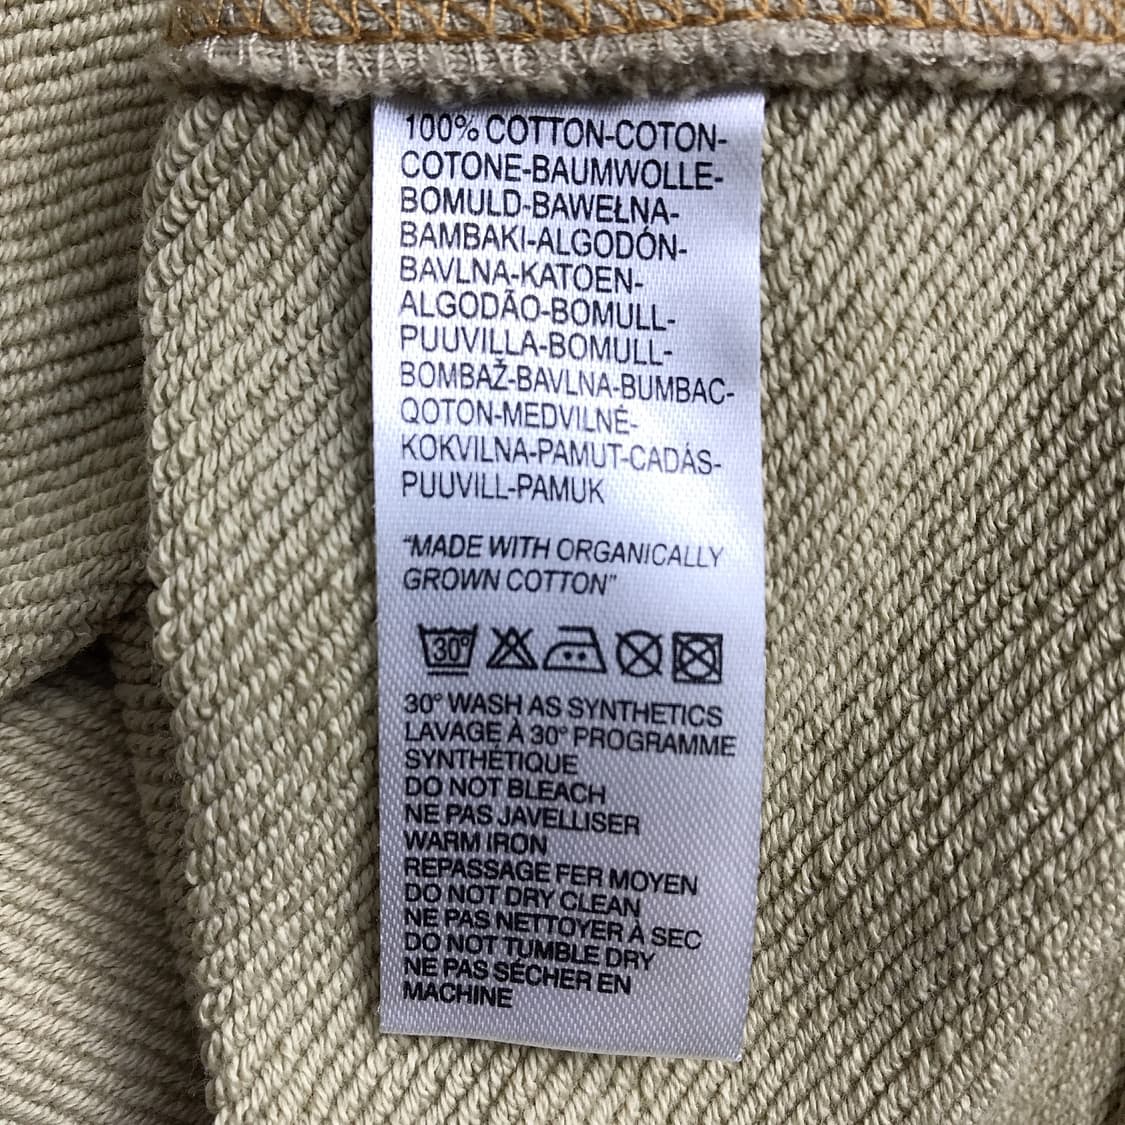 100% COTTON-COTON-
COTONE-BAUMWOLLE-
BOMULD-BAWEŁNA-
BAMBAKI-ALGODÓN-
BAVLNA-KATOEN-
ALGODÃO-BOMULL-
PUUVILLA-BOMULL-
BOMBAŽ-BAVLNA-BUMBAC-
QOTON-MEDVILNÉ-
KOKVILNA-PAMUT-CADÁS-
PUUVILL-PAMUK
"MADE WITH ORGANICALLY
GROWN COTTON"
30°
30° WASH AS SYNTHETICS
LAVAGE À 30° PROGRAMME
SYNTHÉTIQUE
DO NOT BLEACH
NE PAS JAVELLISER
WARM IRON
REPASSAGE FER MOYEN
DO NOT DRY CLEAN
NE PAS NETTOYER À SEC
DO NOT TUMBLE DRY
NE PAS SÉCHER EN
MACHINE